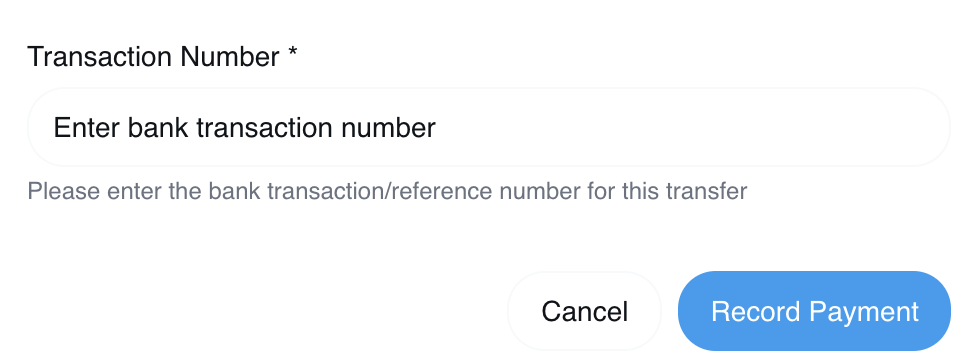 Transaction Number *
Enter bank transaction number
Please enter the bank transaction/reference number for this transfer
Cancel
Record Payment